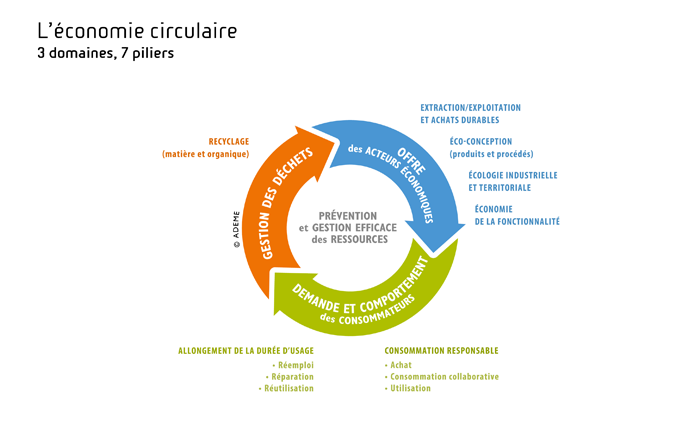 L'économie circulaire
3 domaines, 7 piliers
EXTRACTION/EXPLOITATION
ET ACHATS DURABLES
ÉCO-CONCEPTION
(produits et procédés)
ÉCOLOGIE INDUSTRIELLE
ET TERRITORIALE
ÉCONOMIE
DE LA FONCTIONNALITÉ
RECYCLAGE
(matière et organique)
OFFRE
des ACTEURS ÉCONOMIQUES
GESTION DES DÉCHETS
PRÉVENTION
et GESTION EFFICACE
des RESSOURCES
© ADEME
DEMANDE ET COMPORTEMENT
des CONSOMMATEURS
ALLONGEMENT DE LA DURÉE D'USAGE
• Réemploi
• Réparation
• Réutilisation
CONSOMMATION RESPONSABLE
• Achat
• Consommation collaborative
• Utilisation